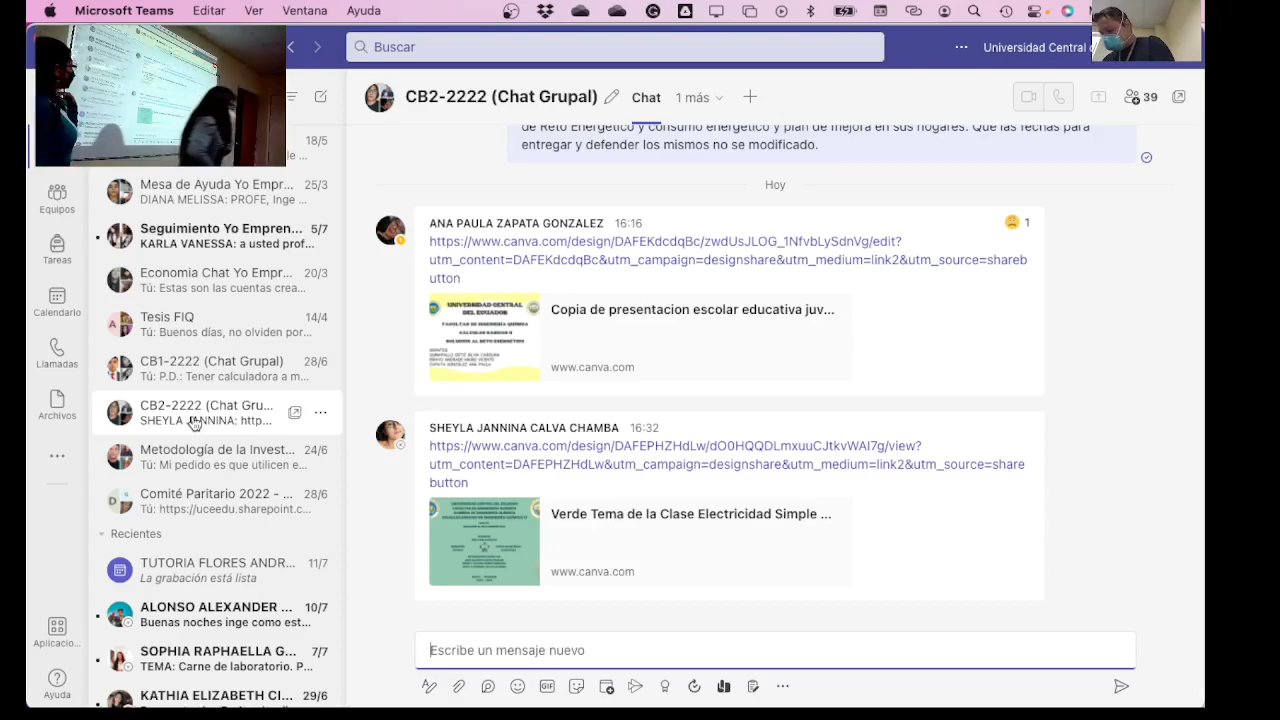 Microsoft Teams Editar Ver Ventana Ayuda
Buscar
Universidad Central d
CB2-2222 (Chat Grupal) Chat 1 más 39
18/5
Equipos
Tareas
Calendario
Llamadas
Archivos
Aplicacio...
Ayuda
Mesa de Ayuda Yo Empr... 25/3
DIANA MELISSA: PROFE, Inge ...
Seguimiento Yo Empren... 5/7
KARLA VANESSA: a usted prof...
Economia Chat Yo Empr... 20/3
Tú: Estas son las cuentas crea...
Tesis FIQ 14/4
Tú: Buenos días, no olviden por...
CB1-2222 (Chat Grupal) 28/6
Tú: P.D.: Tener calculadora a m...
CB2-2222 (Chat Gru...
SHEYLA JANNINA: http...
Metodología de la Invest... 24/6
Tú: Mi pedido es que utilicen e...
Comité Paritario 2022 - ... 28/6
Tú: https://uceedu.sharepoint.c...
Recientes
TUTORIA FLORES ANDR... 11/7
La grabación está lista
ALONSO ALEXANDER ... 10/7
Buenas noches inge como est...
SOPHIA RAPHAELLA G... 7/7
TEMA: Carne de laboratorio. P...
KATHIA ELIZABETH CI... 29/6
de Reto Energético y consumo energético y plan de mejora en sus hogares. Que las fechas para
entregar y defender los mismos no se modificado.
Hoy
ANA PAULA ZAPATA GONZALEZ 16:16
1
https://www.canva.com/design/DAFEKdcdqBc/zwdUsJLOG_1NfvbLySdnVg/edit?
utm_content=DAFEKdcdqBc&utm_campaign=designshare&utm_medium=link2&utm_source=shareb
utton
UNIVERSIDAD CENTRAL
DEL ECUADOR
FACULTAD DE INGENIERÍA QUÍMICA
Copia de presentacion escolar educativa juv...
www.canva.com
SHEYLA JANNINA CALVA CHAMBA 16:32
https://www.canva.com/design/DAFEPHZHdLw/dO0HQQDLmxuuCJtkvWAI7g/view?
utm_content=DAFEPHZHdLw&utm_campaign=designshare&utm_medium=link2&utm_source=share
button
Verde Tema de la Clase Electricidad Simple ...
www.canva.com
Escribe un mensaje nuevo
GIF